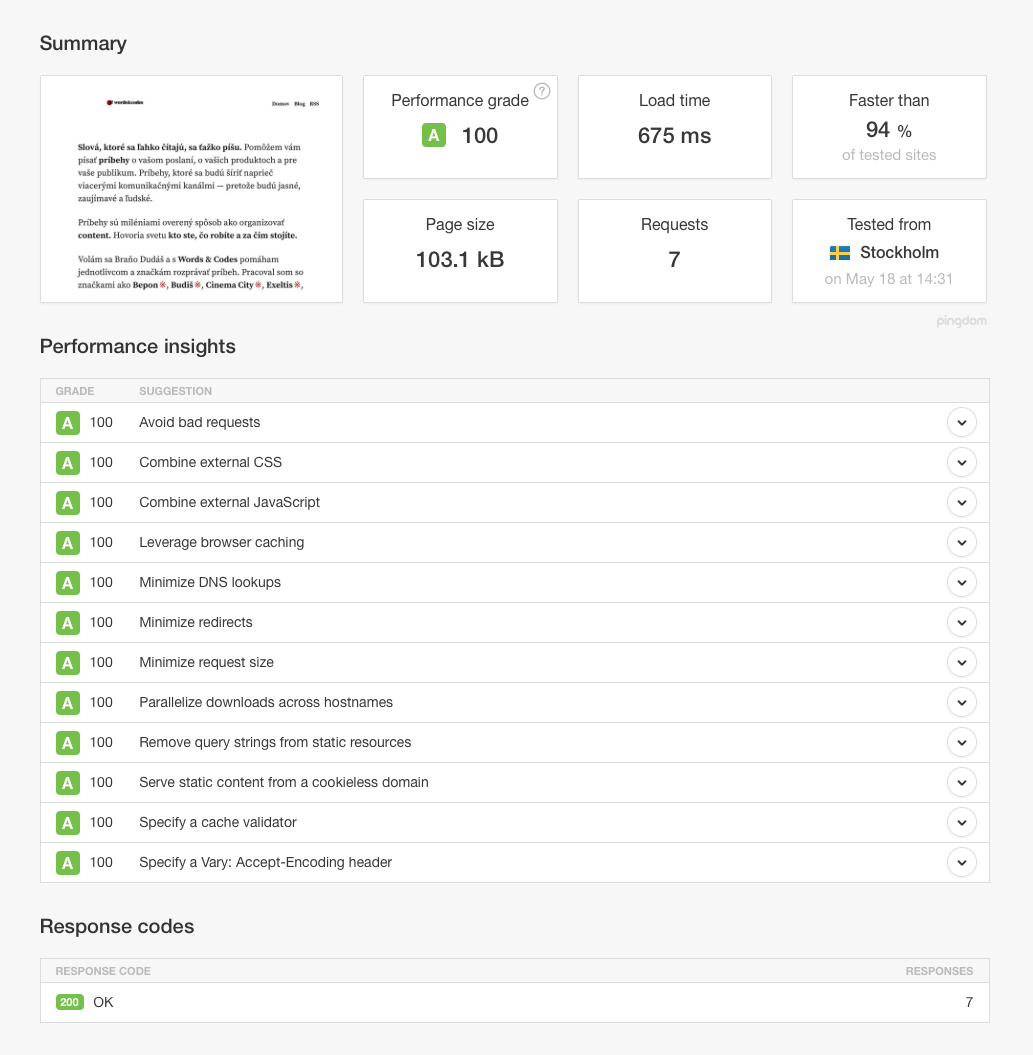 Summary
words&codes
Domov Blog RSS
Slová, ktoré sa ľahko čítajú, sa ťažko píšu. Pomôžem vám
písať príbehy o vašom poslaní, o vašich produktoch a pre
vaše publikum. Príbehy, ktoré sa budú šíriť naprieč
viacerými komunikačnými kanálmi — pretože budú jasné,
zaujímavé a ľudské.
Príbehy sú miléniami overený spôsob ako organizovať
content. Hovoria svetu kto ste, čo robíte a za čím stojíte.
Volám sa Braňo Dudáš a s Words & Codes pomáham
jednotlivcom a značkám rozprávať príbeh. Pracoval som so
značkami ako Bepon※, Budiš※, Cinema City※, Exeltis※,
Performance grade ?
A 100
Load time
675 ms
Faster than
94 %
of tested sites
Page size
103.1 kB
Requests
7
Tested from
Stockholm
on May 18 at 14:31
pingdom
Performance insights
GRADE SUGGESTION
A 100 Avoid bad requests
A 100 Combine external CSS
A 100 Combine external JavaScript
A 100 Leverage browser caching
A 100 Minimize DNS lookups
A 100 Minimize redirects
A 100 Minimize request size
A 100 Parallelize downloads across hostnames
A 100 Remove query strings from static resources
A 100 Serve static content from a cookieless domain
A 100 Specify a cache validator
A 100 Specify a Vary: Accept-Encoding header
Response codes
RESPONSE CODE RESPONSES
200 OK 7